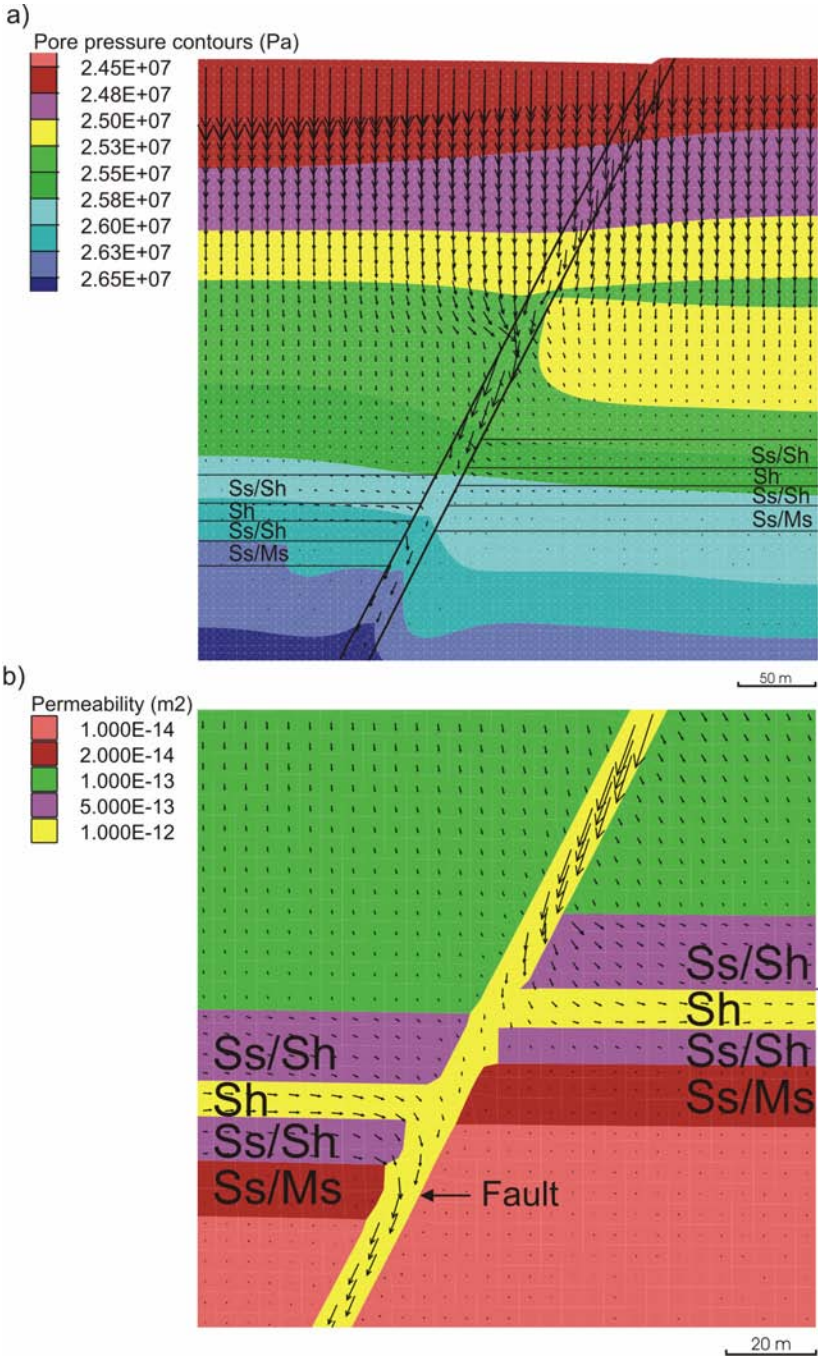 a)
Pore pressure contours (Pa)
2.45E+07
2.48E+07
2.50E+07
2.53E+07
2.55E+07
2.58E+07
2.60E+07
2.63E+07
2.65E+07
Ss/Sh
Sh
Ss/Sh
Ss/Ms
Ss/Sh
Sh
Ss/Sh
Ss/Ms
50 m
b)
Permeability (m2)
1.000E-14
2.000E-14
1.000E-13
5.000E-13
1.000E-12
Ss/Sh
Sh
Ss/Sh
Ss/Ms
Ss/Sh
Sh
Ss/Sh
Ss/Ms
Fault
20 m